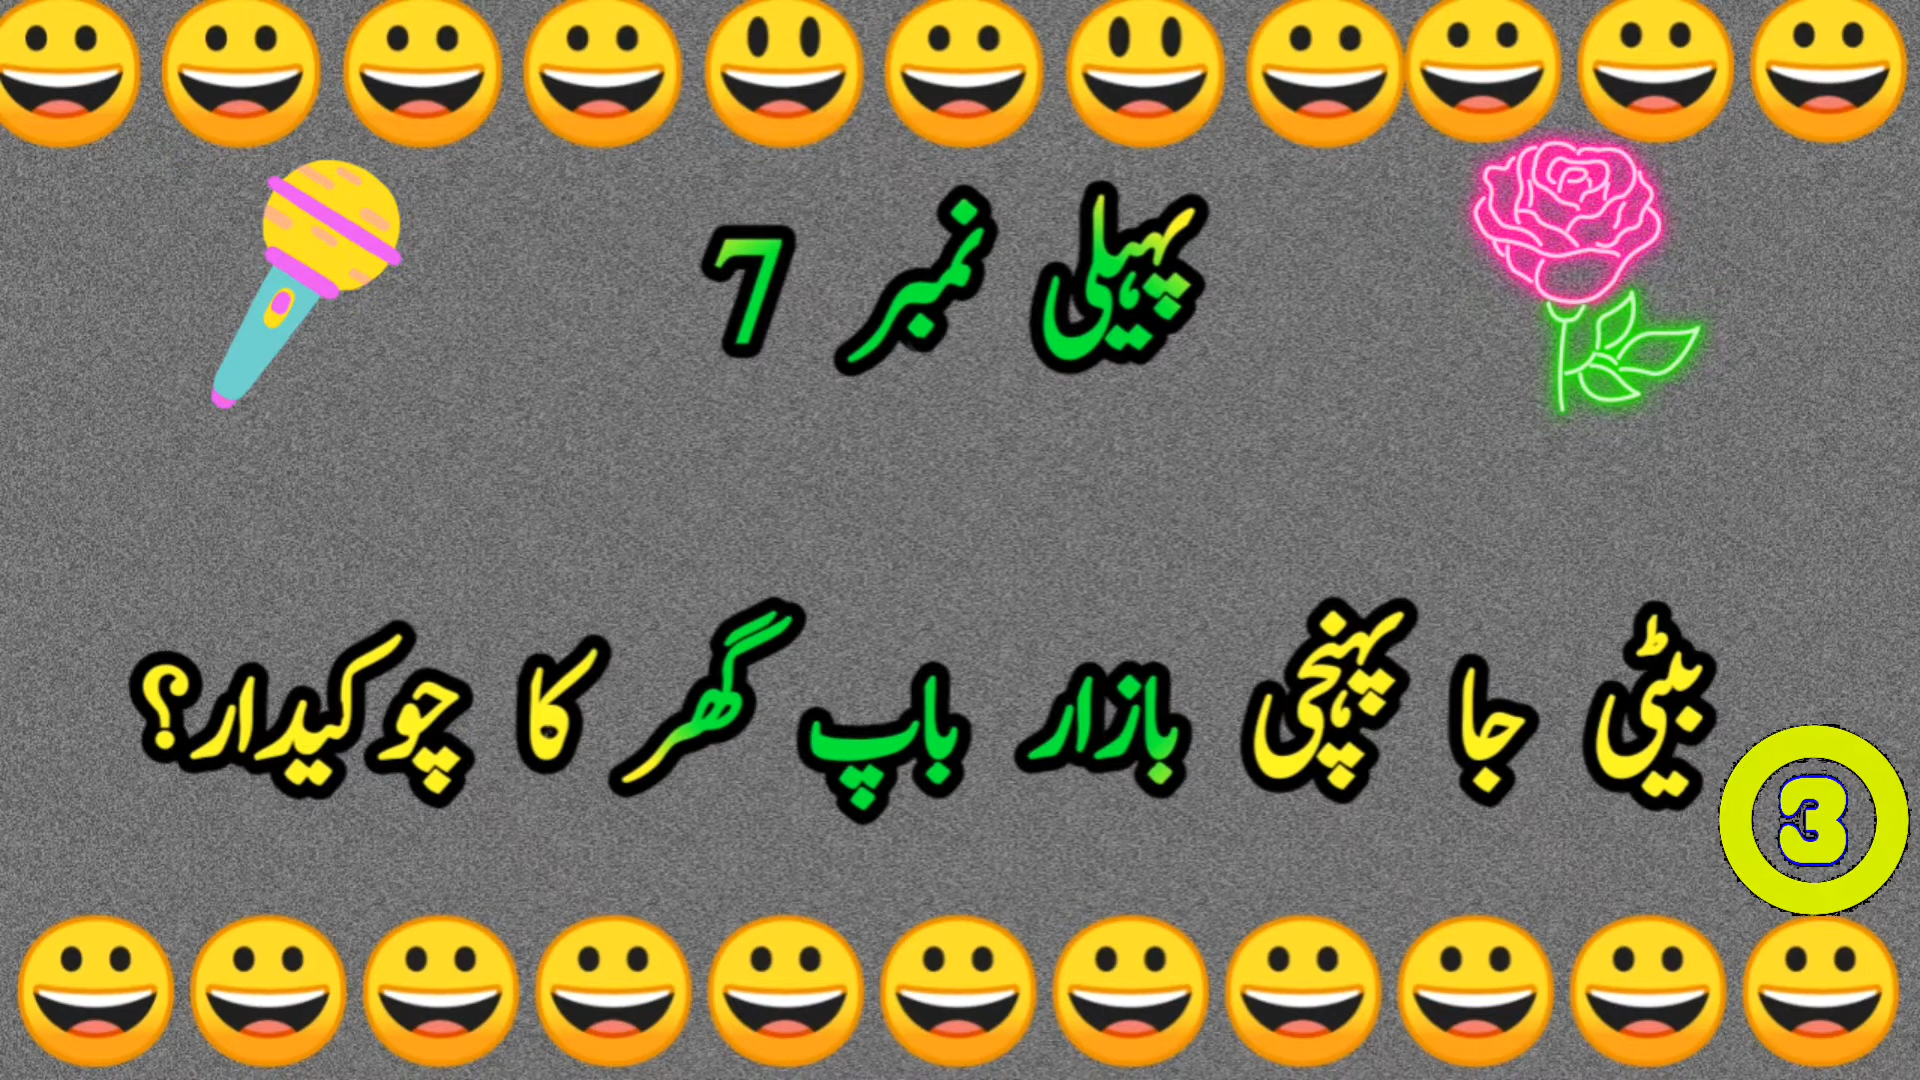 پہیلی نمبر 7
بیٹی جا پہنچی بازار باپ گھر کا چوکیدار؟
3